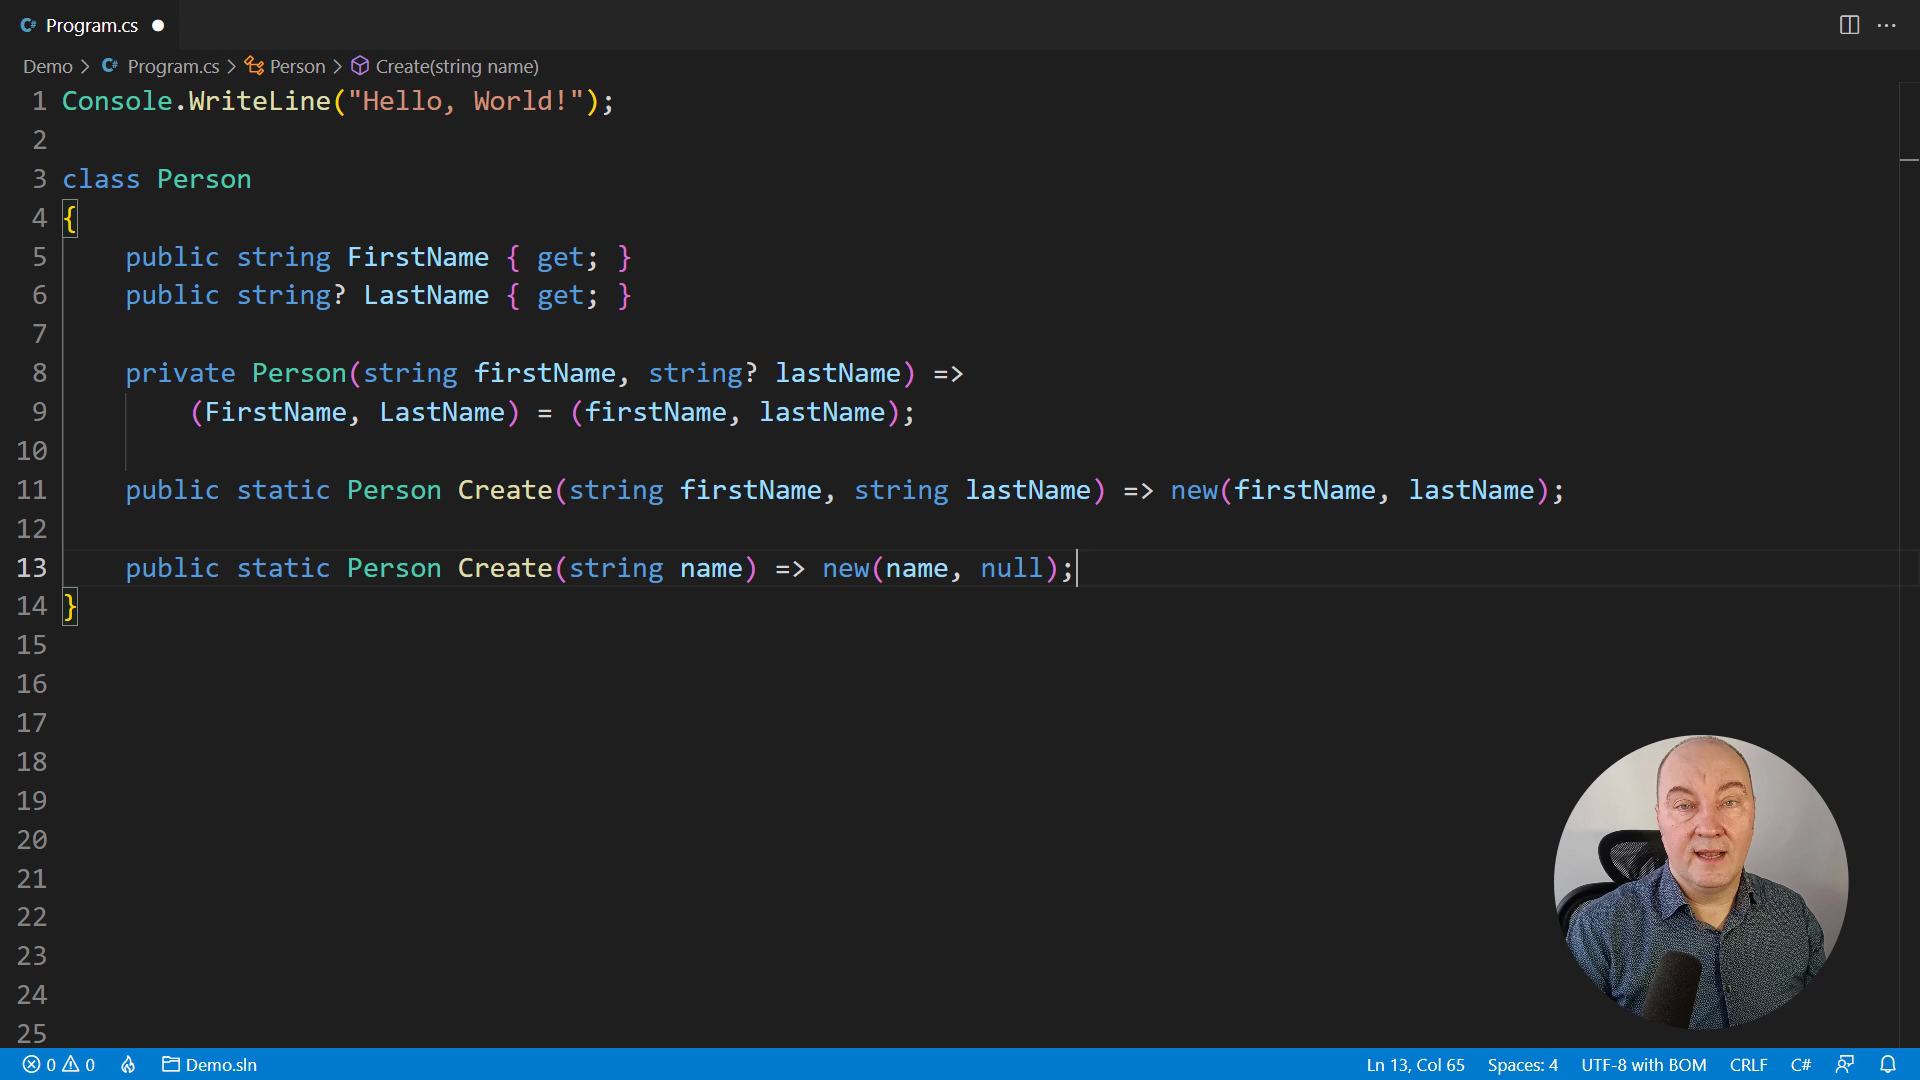 C# Program.cs
Demo > C# Program.cs > Person > Create(string name)
1 Console.WriteLine("Hello, World!");
2
3 class Person
4 {
5 public string FirstName { get; }
6 public string? LastName { get; }
7
8 private Person(string firstName, string? lastName) =>
9 (FirstName, LastName) = (firstName, lastName);
10
11 public static Person Create(string firstName, string lastName) => new(firstName, lastName);
12
13 public static Person Create(string name) => new(name, null);
14 }
15
16
17
18
19
20
21
22
23
24
25
0 0 Demo.sln Ln 13, Col 65 Spaces: 4 UTF-8 with BOM CRLF C#